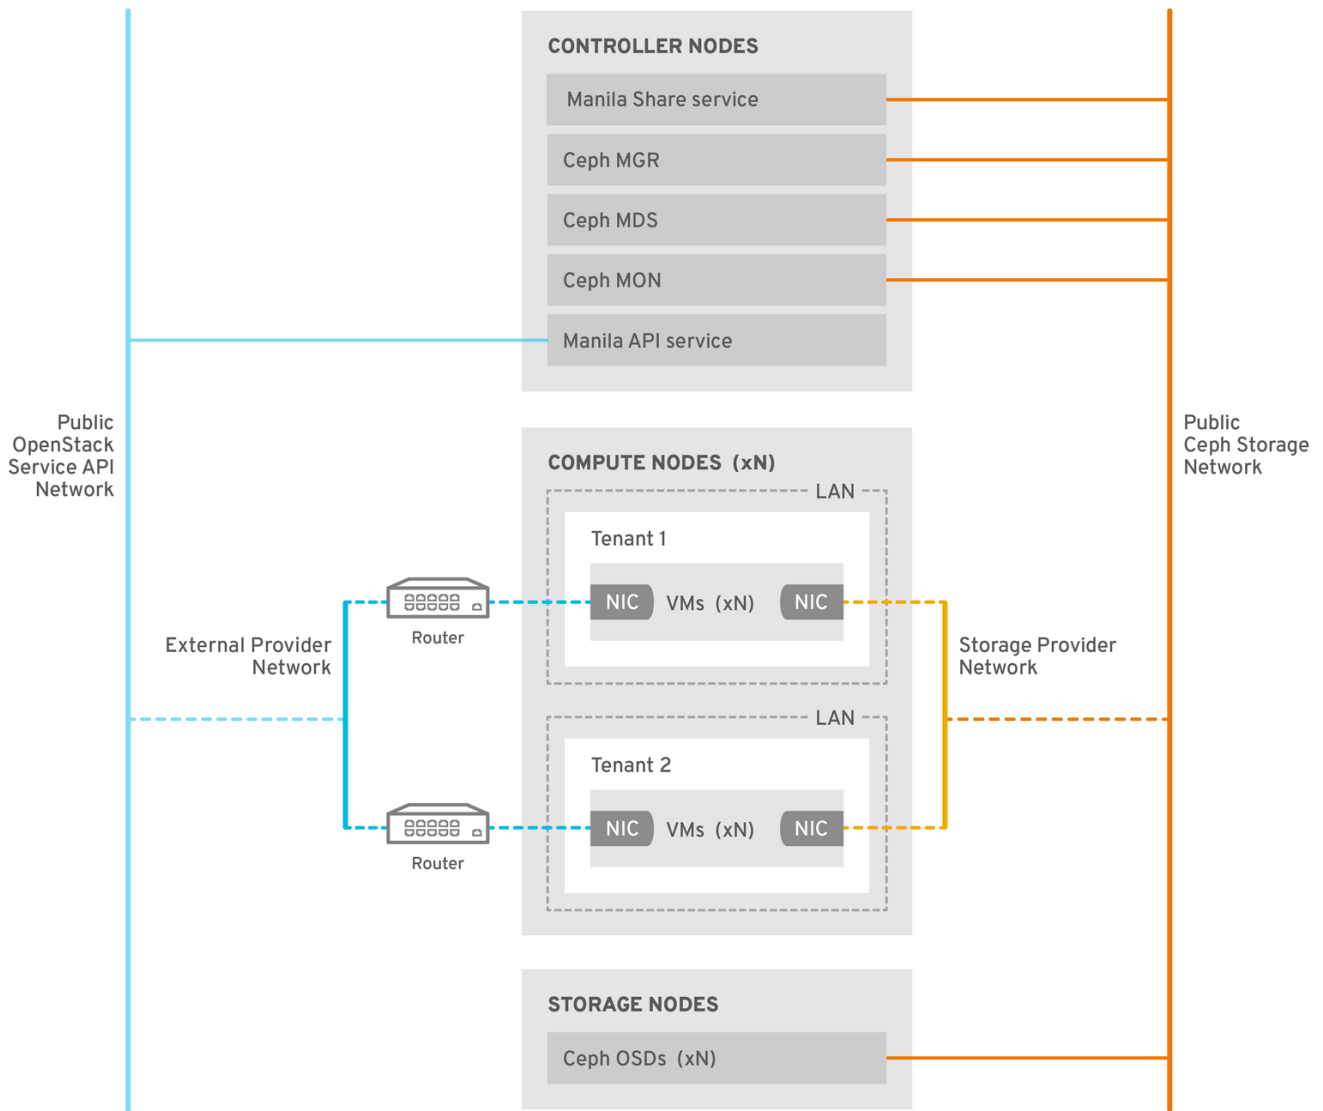 CONTROLLER NODES
Manila Share service
Ceph MGR
Ceph MDS
Ceph MON
Manila API service
Public
OpenStack
Service API
Network
Public
Ceph Storage
Network
COMPUTE NODES (xN)
LAN
Tenant 1
NIC VMs (xN) NIC
Router
External Provider
Network
Storage Provider
Network
LAN
Tenant 2
NIC VMs (xN) NIC
Router
STORAGE NODES
Ceph OSDs (xN)